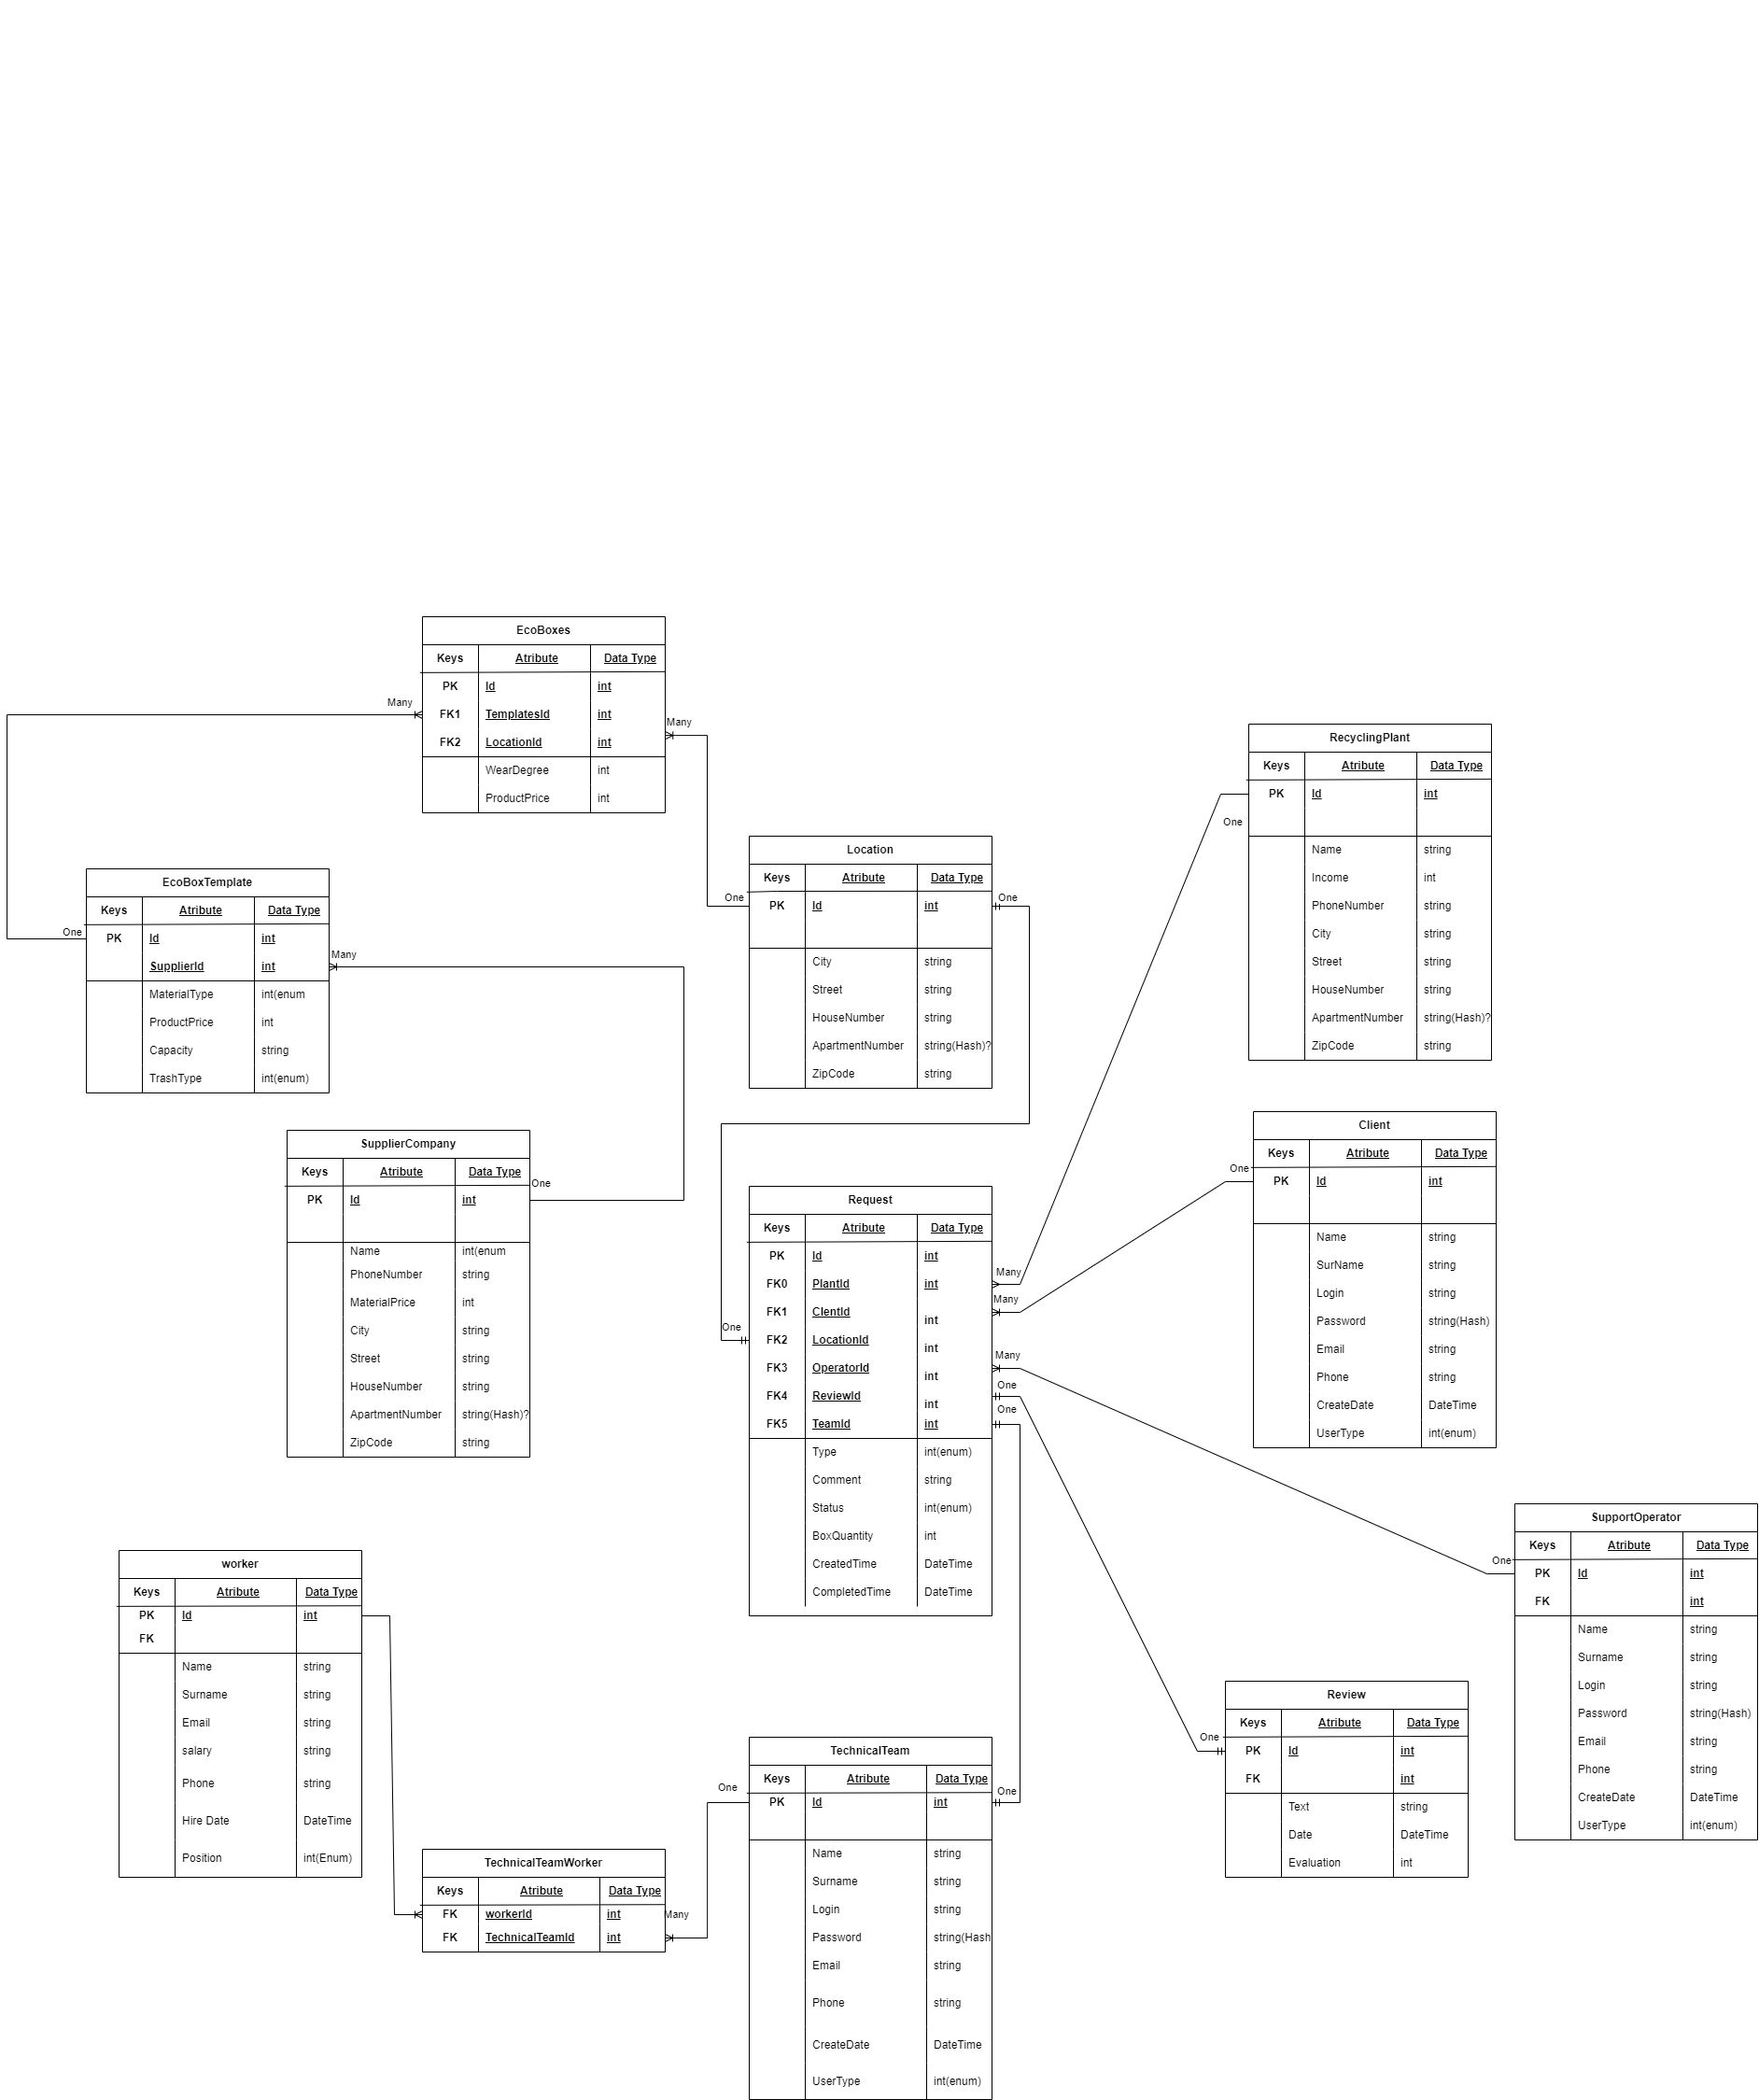 EcoBoxes
Keys Atribute Data Type
PK Id int
Many
FK1 TemplatesId int
Many
FK2 LocationId int
WearDegree int
ProductPrice int
RecyclingPlant
Keys Atribute Data Type
PK Id int
One
Name string
Income int
PhoneNumber string
City string
Street string
HouseNumber string
ApartmentNumber string(Hash)?
ZipCode string
Location
Keys Atribute Data Type
One One
PK Id int
City string
Street string
HouseNumber string
ApartmentNumber string(Hash)?
ZipCode string
EcoBoxTemplate
Keys Atribute Data Type
One
PK Id int
Many
SupplierId int
MaterialType int(enum
ProductPrice int
Capacity string
TrashType int(enum)
SupplierCompany
Keys Atribute Data Type
One
PK Id int
Name int(enum
PhoneNumber string
MaterialPrice int
City string
Street string
HouseNumber string
ApartmentNumber string(Hash)?
ZipCode string
Client
Keys Atribute Data Type
One
PK Id int
Name string
SurName string
Login string
Password string(Hash)
Email string
Phone string
CreateDate DateTime
UserType int(enum)
Request
Keys Atribute Data Type
PK Id int
Many
FK0 PlantId int
Many
FK1 ClentId int
One
FK2 LocationId int
Many
FK3 OperatorId int
One
FK4 ReviewId int
One
FK5 TeamId int
Type int(enum)
Comment string
Status int(enum)
BoxQuantity int
CreatedTime DateTime
CompletedTime DateTime
SupportOperator
Keys Atribute Data Type
One
PK Id int
FK int
Name string
Surname string
Login string
Password string(Hash)
Email string
Phone string
CreateDate DateTime
UserType int(enum)
worker
Keys Atribute Data Type
PK Id int
FK
Name string
Surname string
Email string
salary string
Phone string
Hire Date DateTime
Position int(Enum)
Review
Keys Atribute Data Type
One
PK Id int
FK int
Text string
Date DateTime
Evaluation int
TechnicalTeam
Keys Atribute Data Type
One One
PK Id int
Name string
Surname string
Login string
Password string(Hash
Email string
Phone string
CreateDate DateTime
UserType int(enum)
TechnicalTeamWorker
Keys Atribute Data Type
FK workerId int
Many
FK TechnicalTeamId int